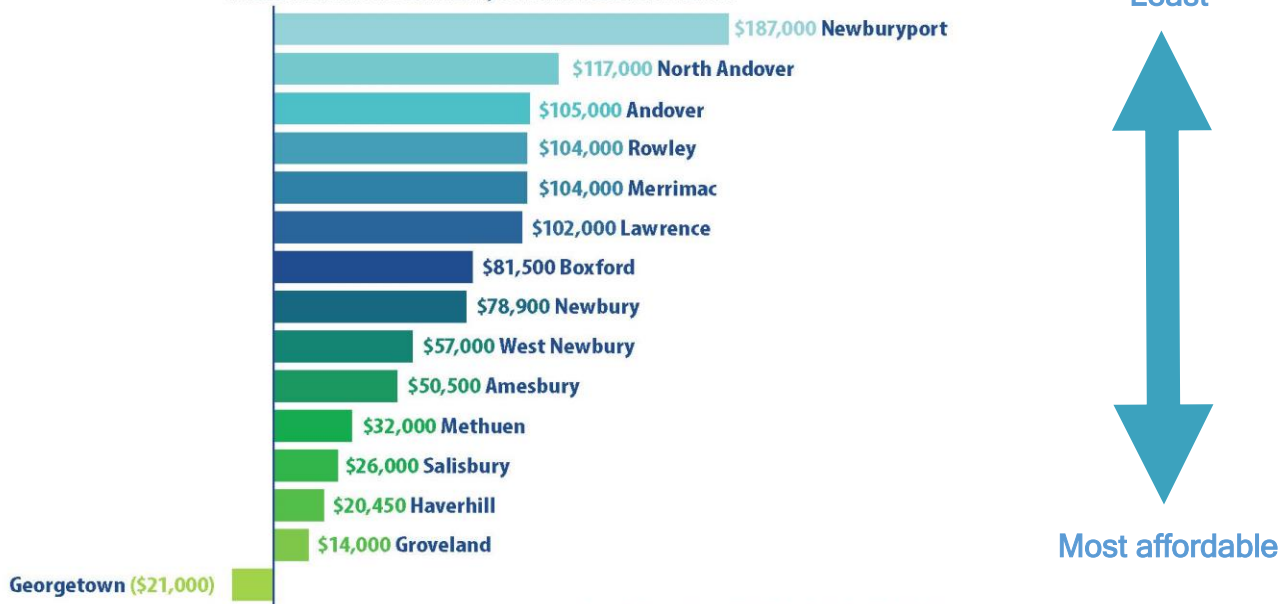 Least
$187,000 Newburyport
$117,000 North Andover
$105,000 Andover
$104,000 Rowley
$104,000 Merrimac
$102,000 Lawrence
$81,500 Boxford
$78,900 Newbury
$57,000 West Newbury
$50,500 Amesbury
$32,000 Methuen
$26,000 Salisbury
$20,450 Haverhill
$14,000 Groveland
Most affordable
Georgetown ($21,000)